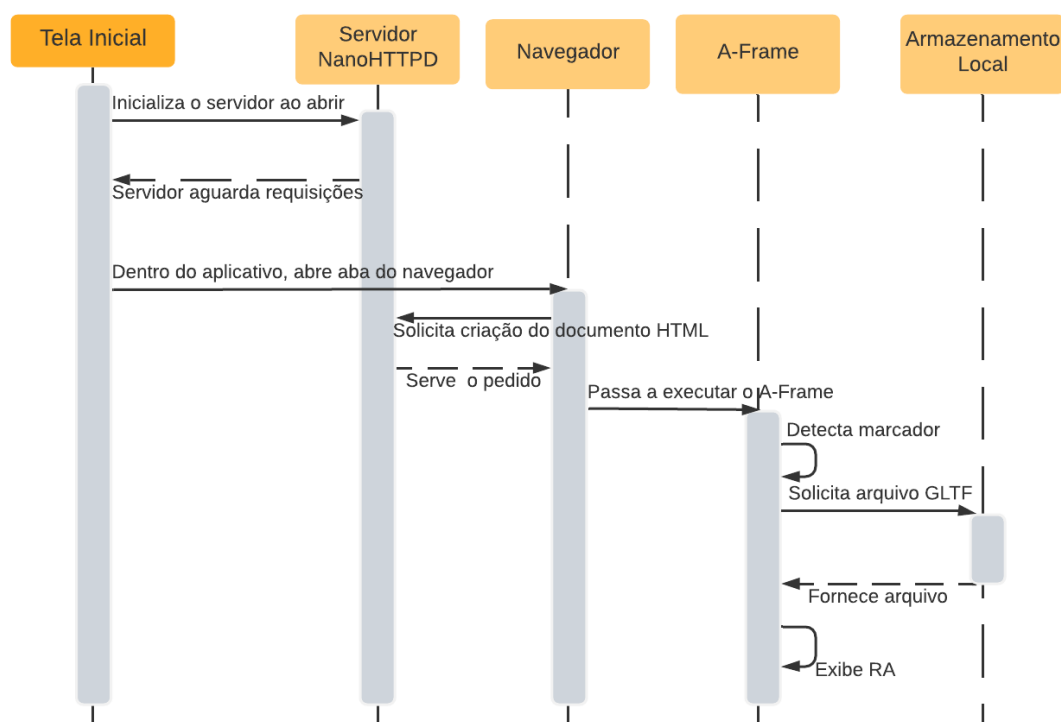 Tela Inicial
Servidor
NanoHTTPD
Navegador
A-Frame
Armazenamento
Local
Inicializa o servidor ao abrir
Servidor aguarda requisições
Dentro do aplicativo, abre aba do navegador
Solicita criação do documento HTML
Serve o pedido
Passa a executar o A-Frame
Detecta marcador
Solicita arquivo GLTF
Fornece arquivo
Exibe RA